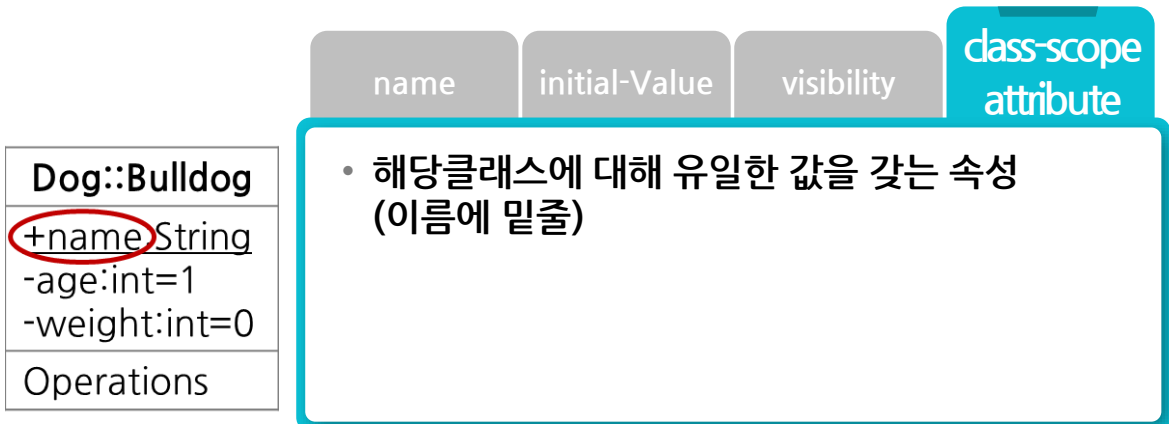 name
initial-Value
visibility
class-scope
attribute
Dog::Bulldog
+name:String
-age:int=1
-weight:int=0
Operations
• 해당클래스에 대해 유일한 값을 갖는 속성
(이름에 밑줄)